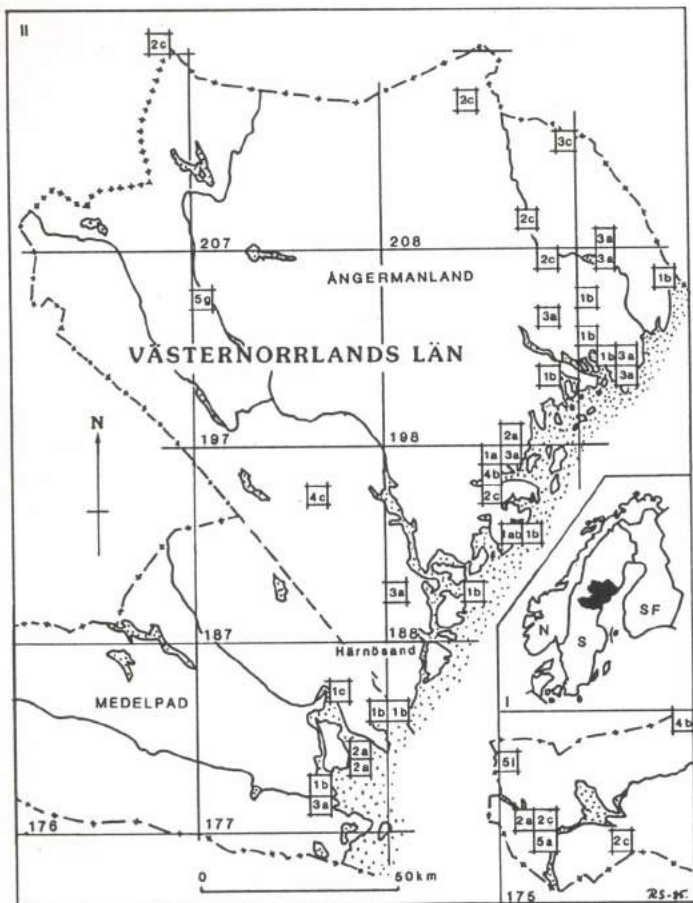 II
2c
2c
3c
2c
3a
207
208
2c
3a
ÅNGERMANLAND
1b
5g
1b
3a
VÄSTERNORRLANDS LÄN
1b
1b
3a
1b
3a
N
2a
197
198
1a
3a
4b
4c
2c
1ab
1b
3a
1b
SF
N
S
187
188
Härnösand
I
MEDELPAD
1c
1b
1b
4b
2a
5i
2a
1b
3a
2a
2c
5a
2c
176
177
0
50km
175
RS-85.